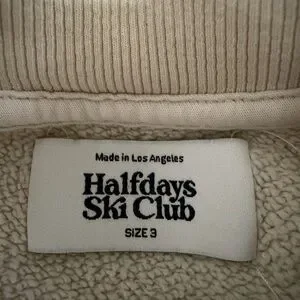 Made in Los Angeles
Halfdays
Ski Club
SIZE 3